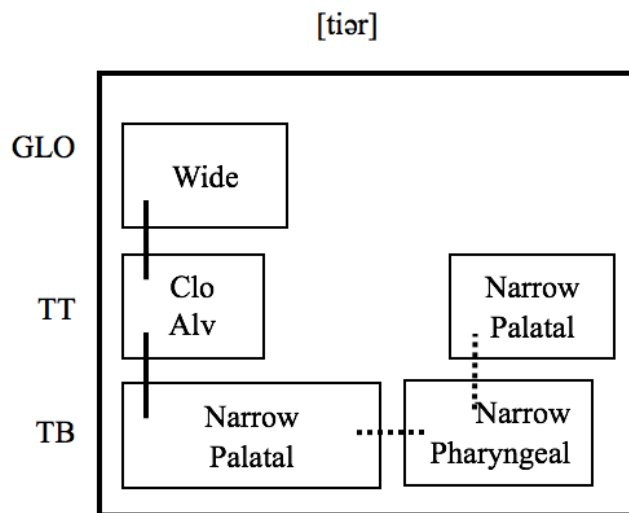 [tiər]
GLO
Wide
TT
Clo
Alv
Narrow
Palatal
TB
Narrow
Palatal
Narrow
Pharyngeal